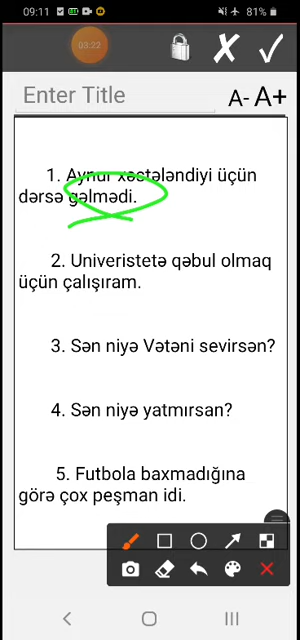 09:11
81%
03:22
Enter Title
A- A+
1. Aynur xəstələndiyi üçün
dərsə gəlmədi.
2. Univeristetə qəbul olmaq
üçün çalışıram.
3. Sən niyə Vətəni sevirsən?
4. Sən niyə yatmırsan?
5. Futbola baxmadığına
görə çox peşman idi.